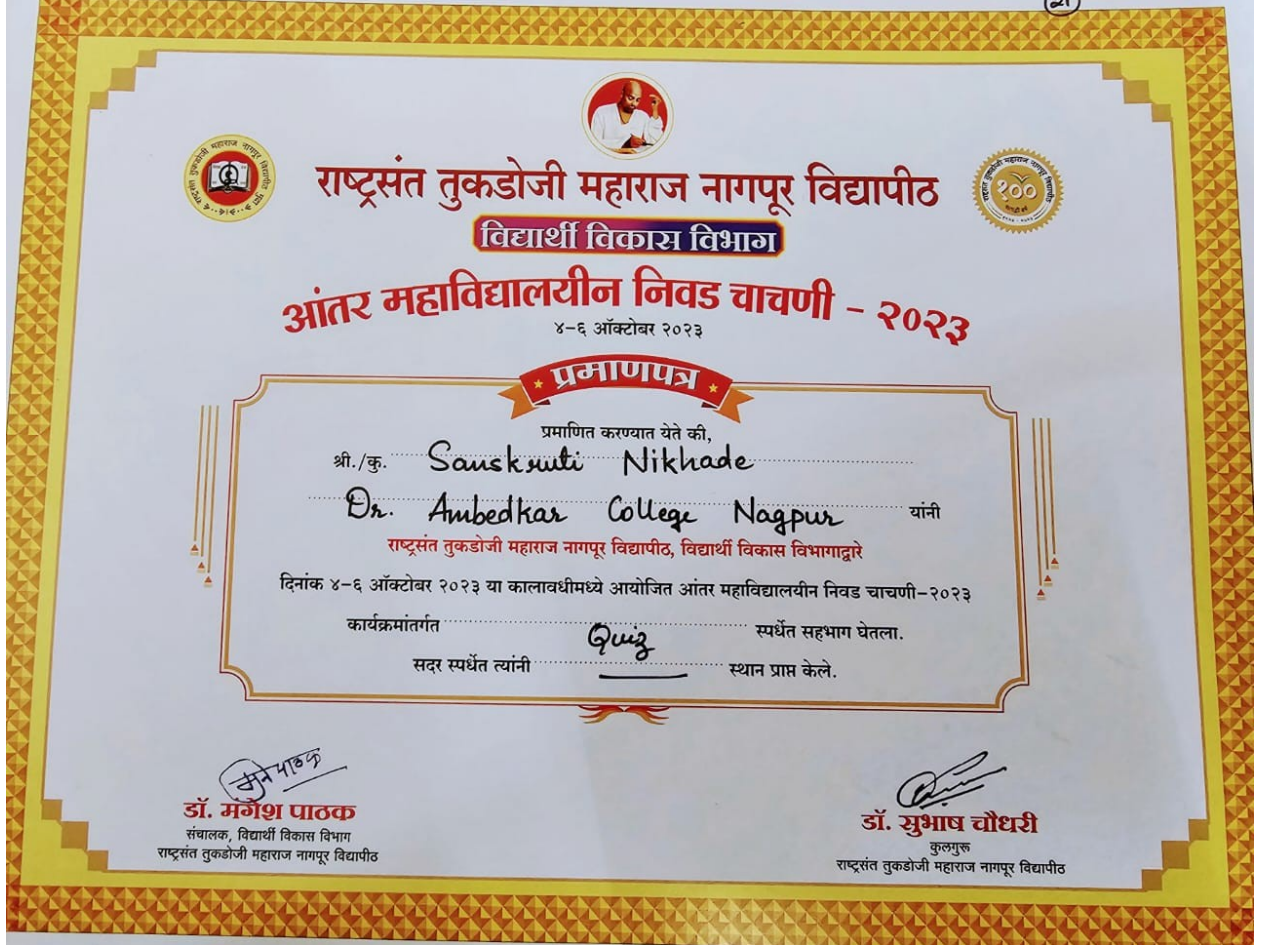 21
राष्ट्रसंत तुकडोजी महाराज नागपूर विद्यापीठ
१००
विद्यार्थी विकास विभाग
आंतर महाविद्यालयीन निवड चाचणी - २०२३
४-६ ऑक्टोबर २०२३
प्रमाणपत्र
प्रमाणित करण्यात येते की,
श्री./कु. Sanskruti Nikhade
Dr. Ambedkar College Nagpur यांनी
राष्ट्रसंत तुकडोजी महाराज नागपूर विद्यापीठ, विद्यार्थी विकास विभागाद्वारे
दिनांक ४-६ ऑक्टोबर २०२३ या कालावधीमध्ये आयोजित आंतर महाविद्यालयीन निवड चाचणी-२०२३
कार्यक्रमांतर्गत Quiz स्पर्धेत सहभाग घेतला.
सदर स्पर्धेत त्यांनी ——— स्थान प्राप्त केले.
डॉ. मंगेश पाठक
संचालक, विद्यार्थी विकास विभाग
राष्ट्रसंत तुकडोजी महाराज नागपूर विद्यापीठ
डॉ. सुभाष चौधरी
कुलगुरू
राष्ट्रसंत तुकडोजी महाराज नागपूर विद्यापीठ